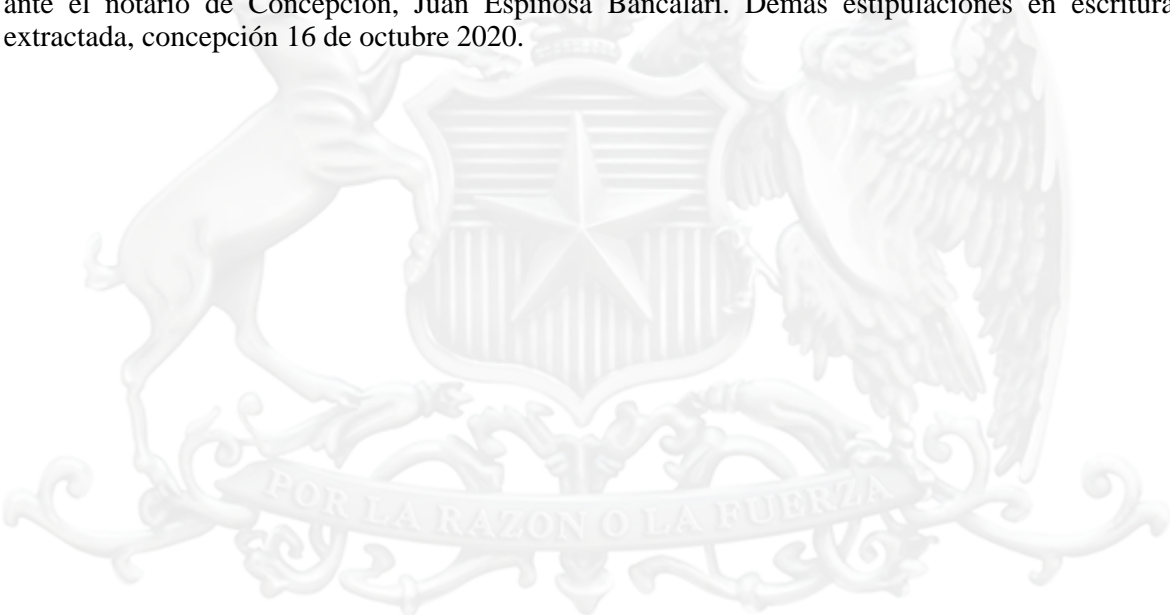 ante el notario de Concepción, Juan Espinosa Bancalari. Demás estipulaciones en escritura
extractada, concepción 16 de octubre 2020.
POR LA RAZON O LA FUERZA